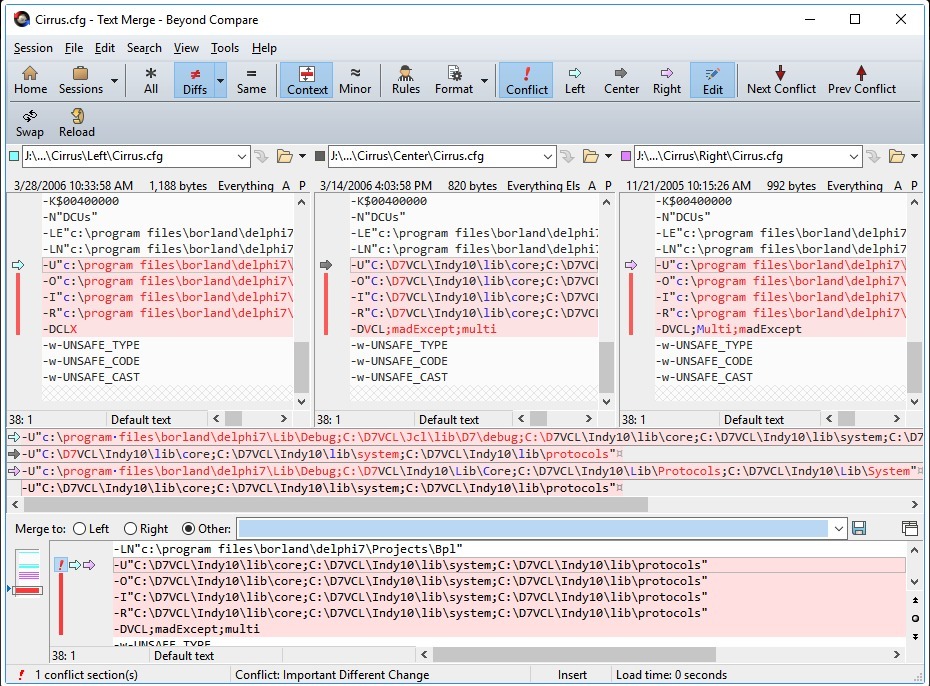 Cirrus.cfg - Text Merge - Beyond Compare
Session File Edit Search View Tools Help
Home Sessions All Diffs Same Context Minor Rules Format Conflict Left Center Right Edit Next Conflict Prev Conflict
Swap Reload
J:\...\Cirrus\Left\Cirrus.cfg J:\...\Cirrus\Center\Cirrus.cfg J:\...\Cirrus\Right\Cirrus.cfg
3/28/2006 10:33:58 AM 1,188 bytes Everything A P 3/14/2006 4:03:58 PM 820 bytes Everything Els A P 11/21/2005 10:15:26 AM 992 bytes Everything A P
-K$00400000 -K$00400000 -K$00400000
-N"DCUs" -N"DCUs" -N"DCUs"
-LE"c:\program files\borland\delphi7 -LE"c:\program files\borland\delphi7 -LE"c:\program files\borland\delphi7
-LN"c:\program files\borland\delphi7 -LN"c:\program files\borland\delphi7 -LN"c:\program files\borland\delphi7
-U"c:\program files\borland\delphi7\ -U"C:\D7VCL\Indy10\lib\core;C:\D7VCL -U"c:\program files\borland\delphi7\
-O"c:\program files\borland\delphi7\ -O"C:\D7VCL\Indy10\lib\core;C:\D7VCL -O"c:\program files\borland\delphi7\
-I"c:\program files\borland\delphi7\ -I"C:\D7VCL\Indy10\lib\core;C:\D7VCL -I"c:\program files\borland\delphi7\
-R"c:\program files\borland\delphi7\ -R"C:\D7VCL\Indy10\lib\core;C:\D7VCL -R"c:\program files\borland\delphi7\
-DCLX -DVCL;madExcept;multi -DVCL;Multi;madExcept
-w-UNSAFE_TYPE -w-UNSAFE_TYPE -w-UNSAFE_TYPE
-w-UNSAFE_CODE -w-UNSAFE_CODE -w-UNSAFE_CODE
-w-UNSAFE_CAST -w-UNSAFE_CAST -w-UNSAFE_CAST
38: 1 Default text 38: 1 Default text 38: 1 Default text
-U"c:\program·files\borland\delphi7\Lib\Debug;C:\D7VCL\Jcl\lib\D7\debug;C:\D7VCL\Indy10\lib\core;C:\D7VCL\Indy10\lib\system;C:\D7
-U"C:\D7VCL\Indy10\lib\core;C:\D7VCL\Indy10\lib\system;C:\D7VCL\Indy10\lib\protocols"¤
-U"c:\program·files\borland\delphi7\Lib\Debug;C:\D7VCL\Indy10\Lib\Core;C:\D7VCL\Indy10\Lib\Protocols;C:\D7VCL\Indy10\Lib\System"¤
-U"C:\D7VCL\Indy10\lib\core;C:\D7VCL\Indy10\lib\system;C:\D7VCL\Indy10\lib\protocols"¤
Merge to: Left Right Other:
-LN"c:\program files\borland\delphi7\Projects\Bpl"
-U"C:\D7VCL\Indy10\lib\core;C:\D7VCL\Indy10\lib\system;C:\D7VCL\Indy10\lib\protocols"
-O"C:\D7VCL\Indy10\lib\core;C:\D7VCL\Indy10\lib\system;C:\D7VCL\Indy10\lib\protocols"
-I"C:\D7VCL\Indy10\lib\core;C:\D7VCL\Indy10\lib\system;C:\D7VCL\Indy10\lib\protocols"
-R"C:\D7VCL\Indy10\lib\core;C:\D7VCL\Indy10\lib\system;C:\D7VCL\Indy10\lib\protocols"
-DVCL;madExcept;multi
-w-UNSAFE_TYPE
38: 1 Default text
1 conflict section(s) Conflict: Important Different Change Insert Load time: 0 seconds